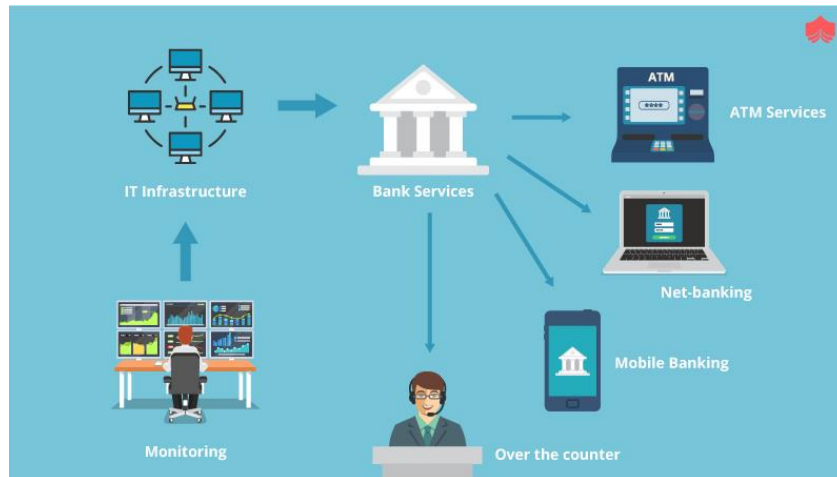 ATM
****
ATM Services
IT Infrastructure
Bank Services
Net-banking
Mobile Banking
Monitoring
Over the counter